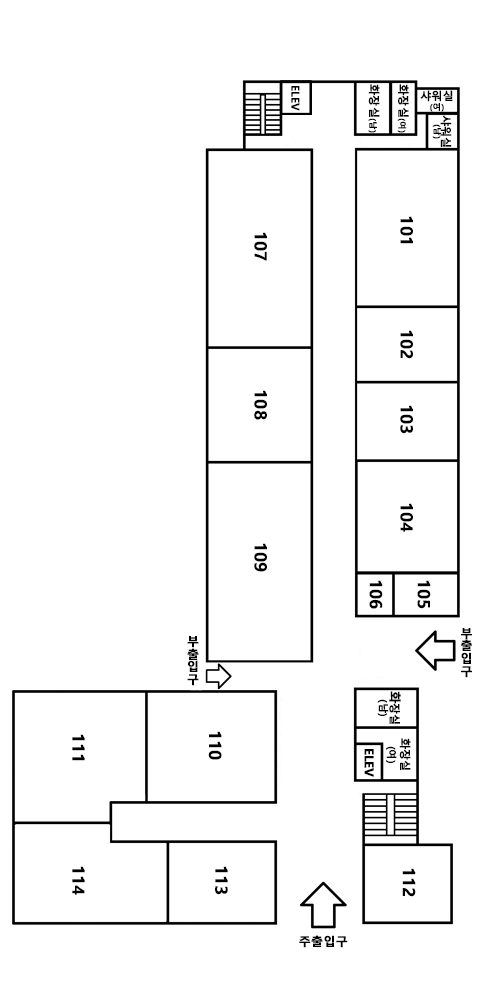 ELEV
화장실(남)
화장실(여)
샤워실
(여)
샤워실
(남)
107
101
102
108
103
104
109
106
105
부출입구
부출입구
화장실
(남)
111
110
화장실
(여)
ELEV
114
113
112
주출입구